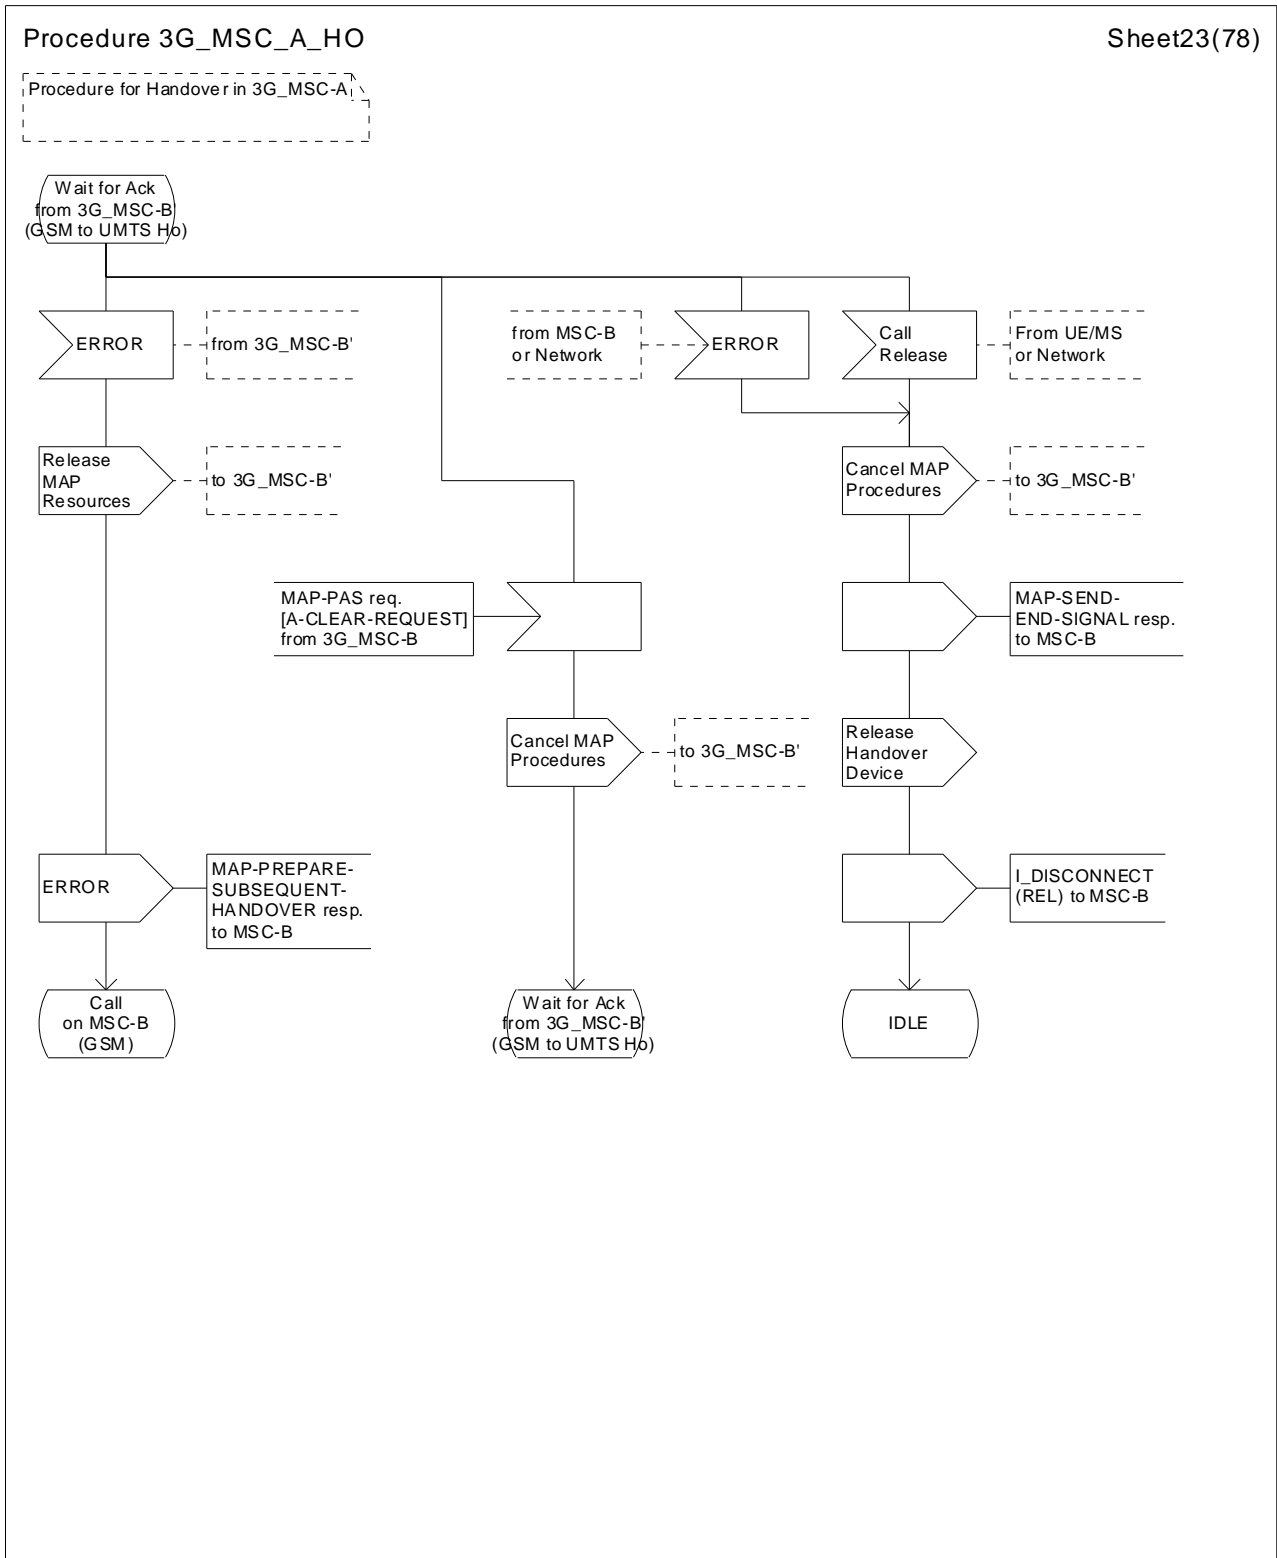 Procedure 3G_MSC_A_HO
Sheet23(78)
Procedure for Handover in 3G_MSC-A
Wait for Ack
from 3G_MSC-B'
(GSM to UMTS Ho)
ERROR
from 3G_MSC-B'
from MSC-B
or Network
ERROR
Call
Release
From UE/MS
or Network
Release
MAP
Resources
to 3G_MSC-B'
Cancel MAP
Procedures
to 3G_MSC-B'
MAP-PAS req.
[A-CLEAR-REQUEST]
from 3G_MSC-B
MAP-SEND-
END-SIGNAL resp.
to MSC-B
Cancel MAP
Procedures
to 3G_MSC-B'
Release
Handover
Device
ERROR
MAP-PREPARE-
SUBSEQUENT-
HANDOVER resp.
to MSC-B
I_DISCONNECT
(REL) to MSC-B
Call
on MSC-B
(GSM)
Wait for Ack
from 3G_MSC-B'
(GSM to UMTS Ho)
IDLE